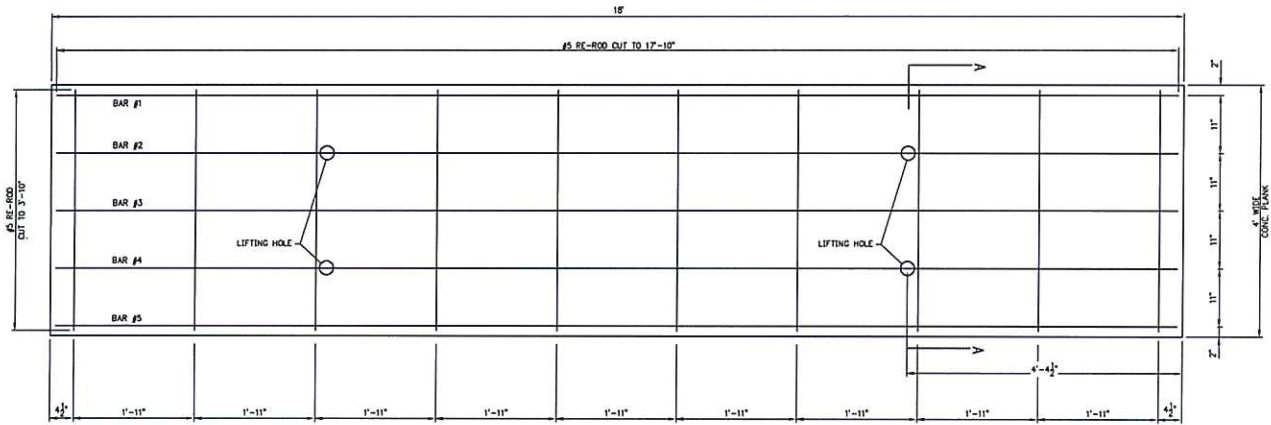 18'
#5 RE-ROD CUT TO 17'-10"
A
2"
BAR #1
11"
BAR #2
11"
#5 RE-ROD
CUT TO 3'-10"
BAR #3
4' WIDE
CONC. PLANK
LIFTING HOLE
LIFTING HOLE
11"
BAR #4
11"
BAR #5
A
2"
4'-4½"
4½"
1'-11"
1'-11"
1'-11"
1'-11"
1'-11"
1'-11"
1'-11"
1'-11"
1'-11"
4½"